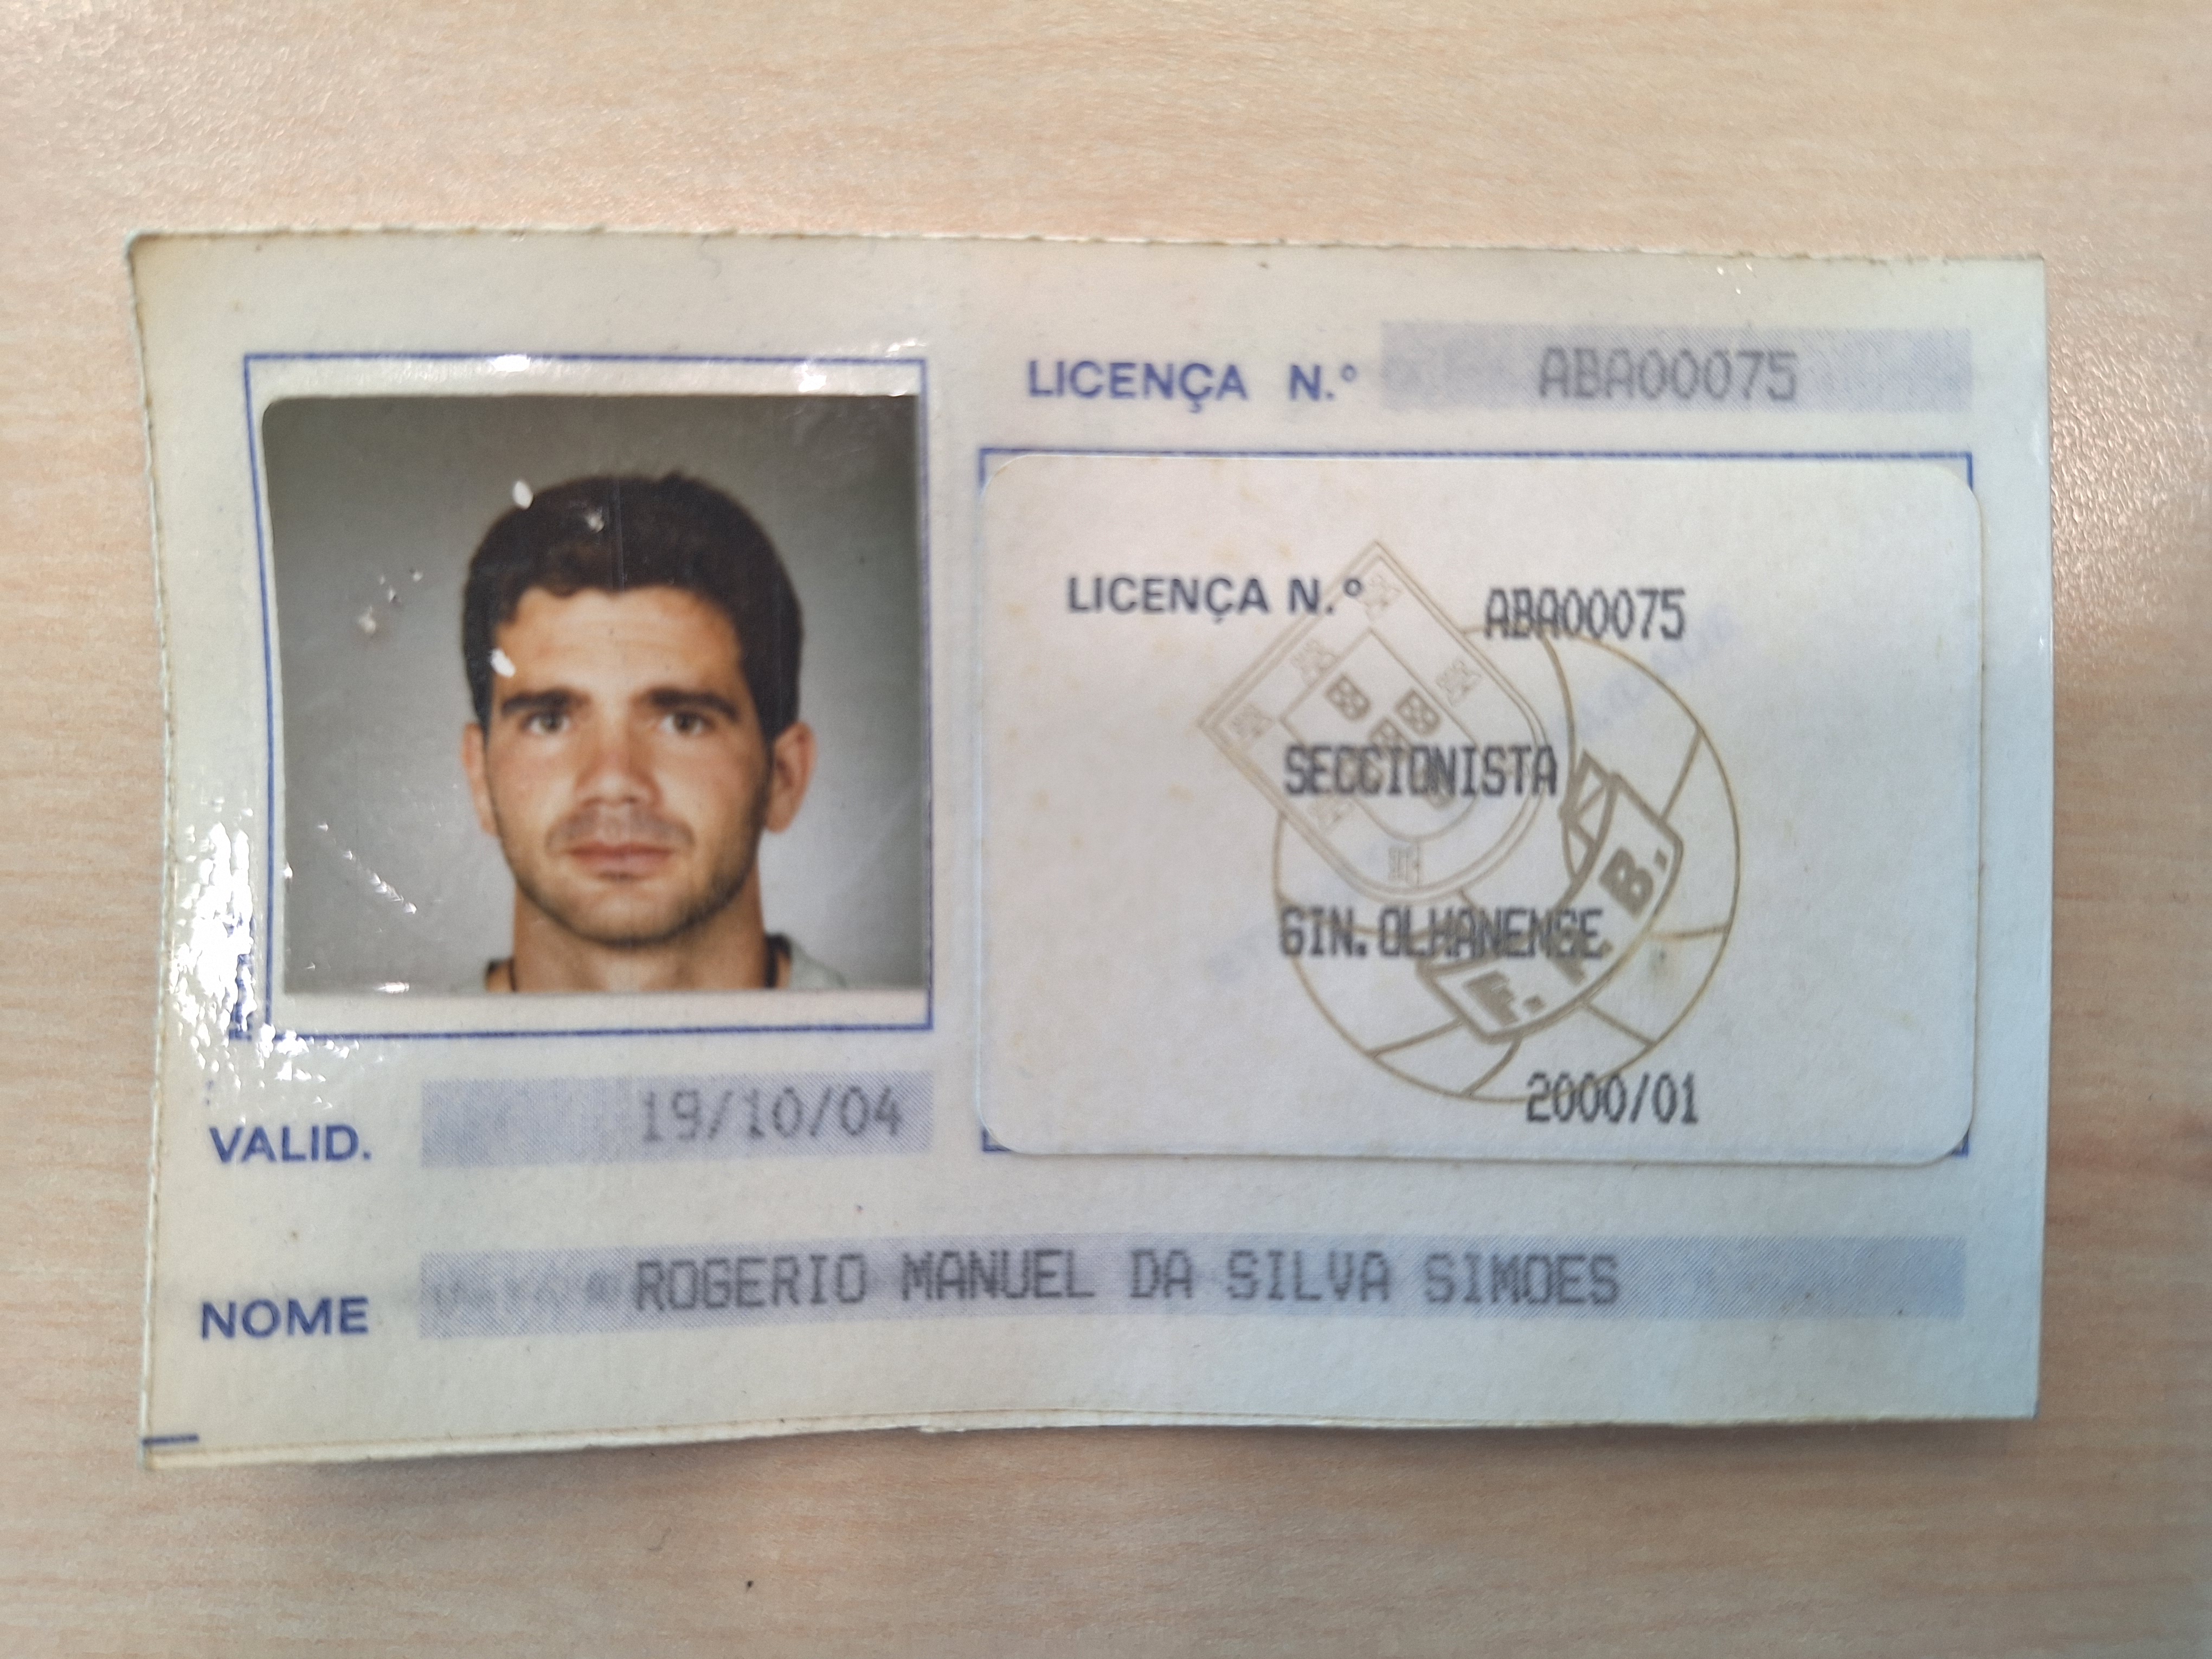 LICENÇA N.º ABA00075
LICENÇA N.º ABA00075
SECCIONISTA
GIN.OLHANENSE
F. P. B.
2000/01
VALID. 19/10/04
NOME ROGERIO MANUEL DA SILVA SIMOES